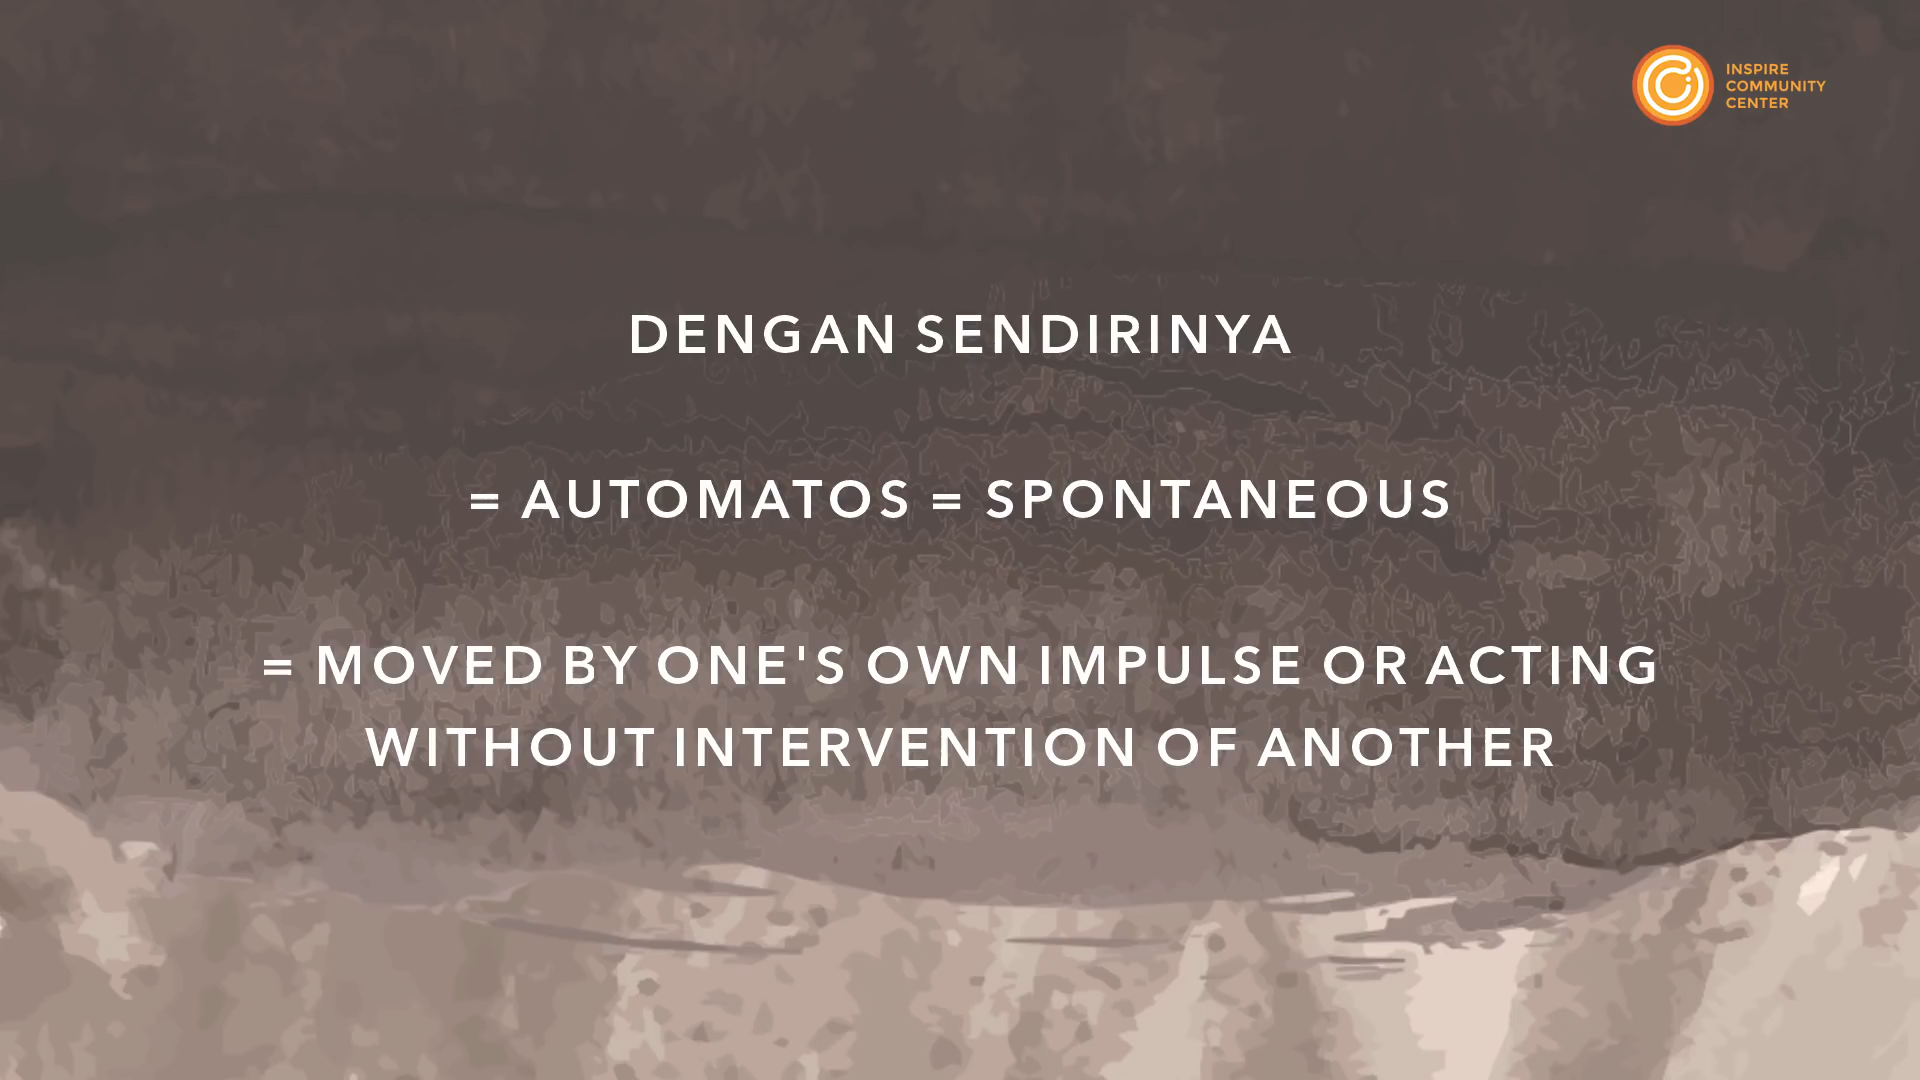 INSPIRE
COMMUNITY
CENTER
DENGAN SENDIRINYA
= AUTOMATOS = SPONTANEOUS
= MOVED BY ONE'S OWN IMPULSE OR ACTING
WITHOUT INTERVENTION OF ANOTHER